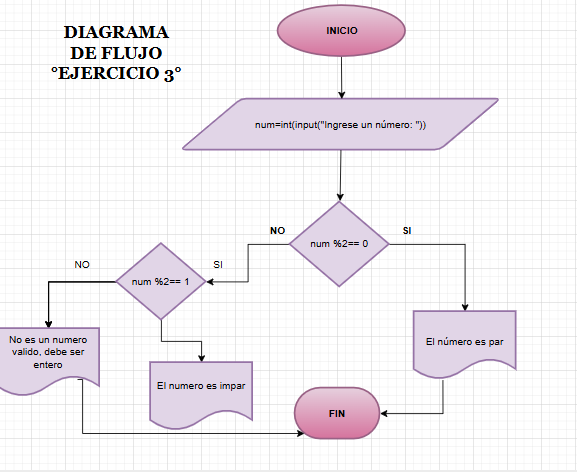 DIAGRAMA
DE FLUJO
°EJERCICIO 3°
INICIO
num=int(input("Ingrese un número: "))
NO
SI
num %2== 0
NO
SI
num %2== 1
No es un numero
valido, debe ser
entero
El numero es impar
El número es par
FIN